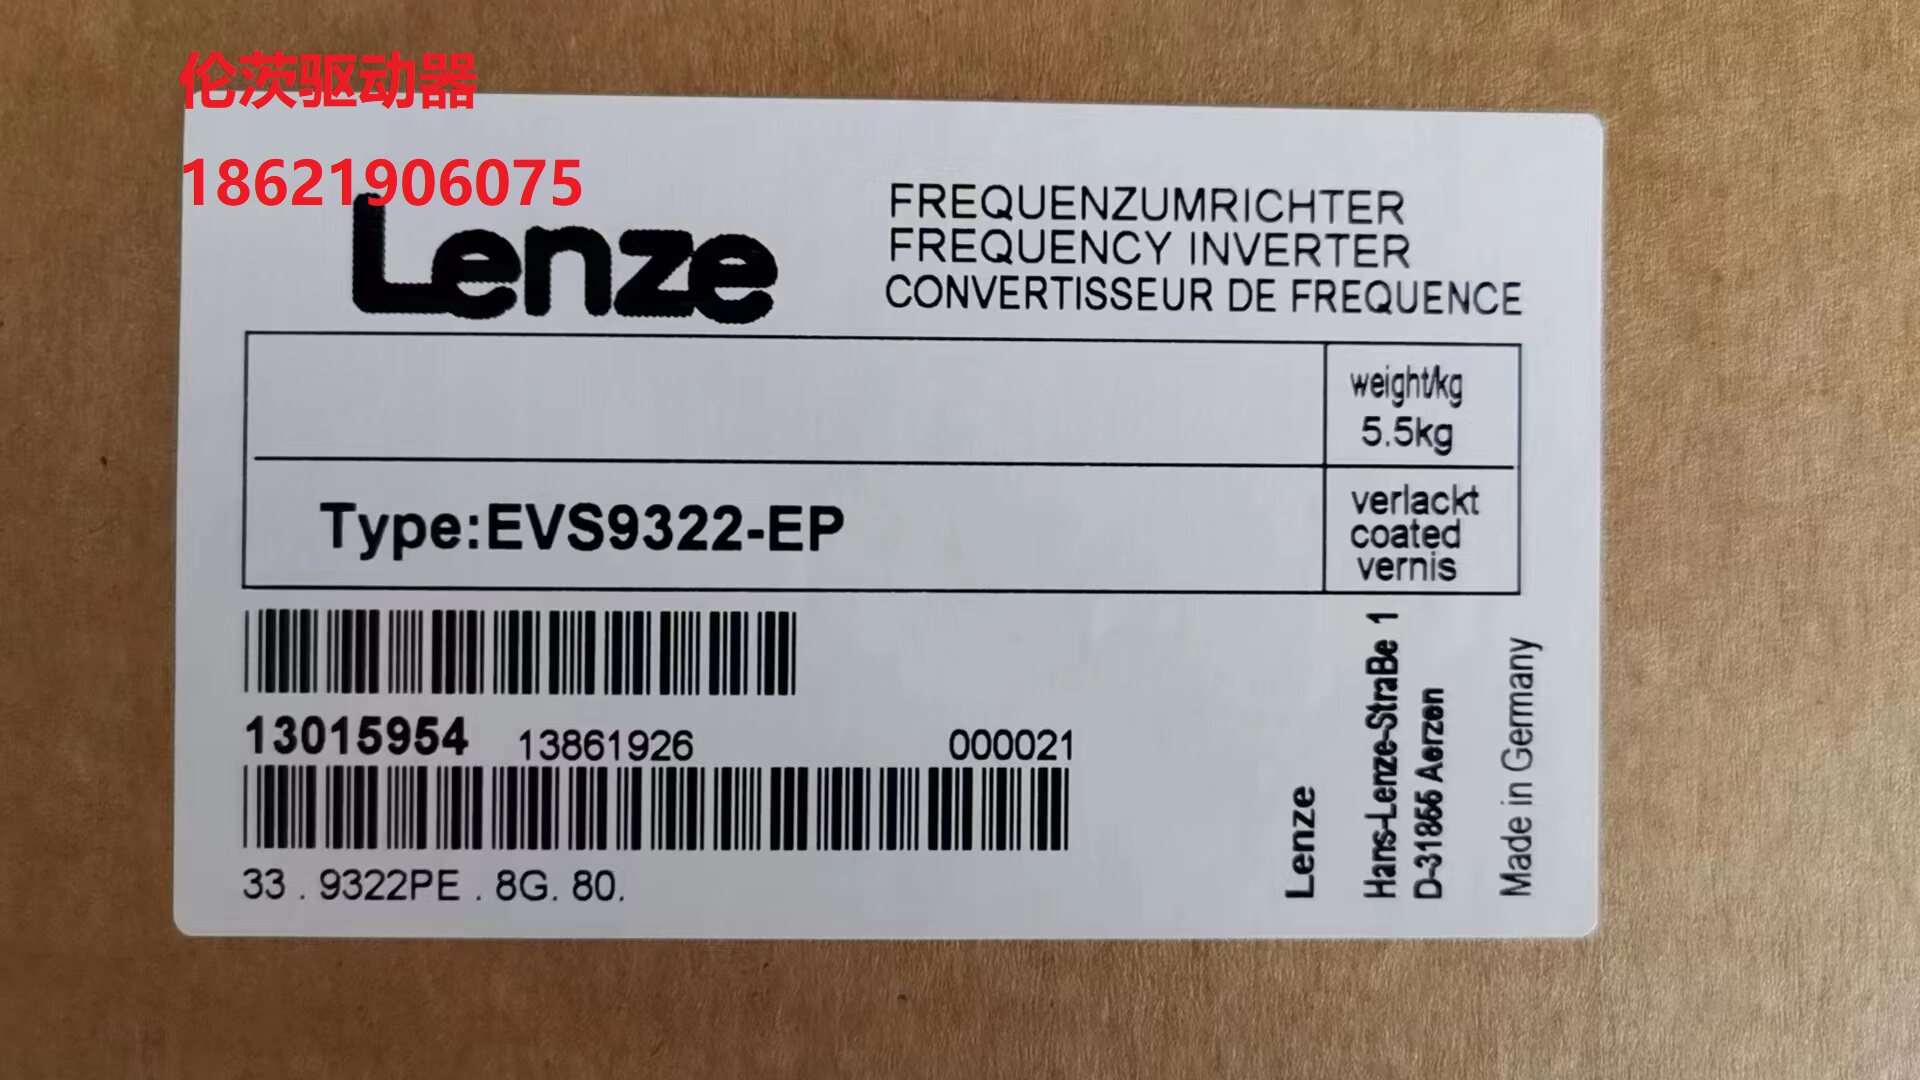 伦茨驱动器
18621906075
Lenze
FREQUENZUMRICHTER
FREQUENCY INVERTER
CONVERTISSEUR DE FREQUENCE
weight/kg
5.5kg
Type:EVS9322-EP
verlackt
coated
vernis
13015954 13861926 000021
33 . 9322PE . 8G. 80.
Lenze
Hans-Lenze-StraBe 1
D-31855 Aerzen
Made in Germany